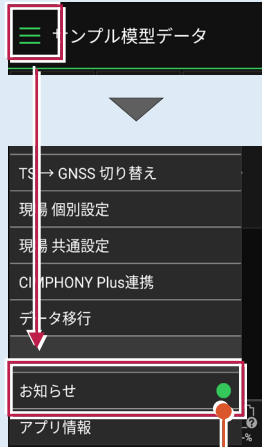 サンプル模型データ
TS→ GNSS 切り替え
現場 個別設定
現場 共通設定
CIMPHONY Plus連携
データ移行
お知らせ
アプリ情報
-%